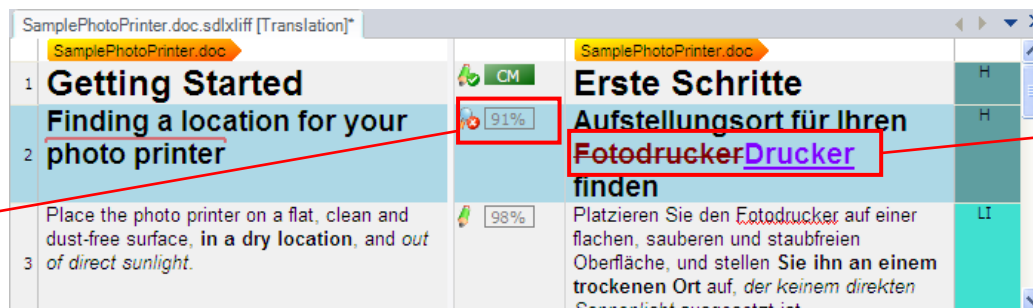 SamplePhotoPrinter.doc.sdlxliff [Translation]*
SamplePhotoPrinter.doc
SamplePhotoPrinter.doc
1 Getting Started CM Erste Schritte H
2 Finding a location for your 91% Aufstellungsort für Ihren H
photo printer FotodruckerDrucker
finden
3 Place the photo printer on a flat, clean and 98% Platzieren Sie den Fotodrucker auf einer LI
dust-free surface, in a dry location, and out flachen, sauberen und staubfreien
of direct sunlight. Oberfläche, und stellen Sie ihn an einem
trockenen Ort auf, der keinem direkten